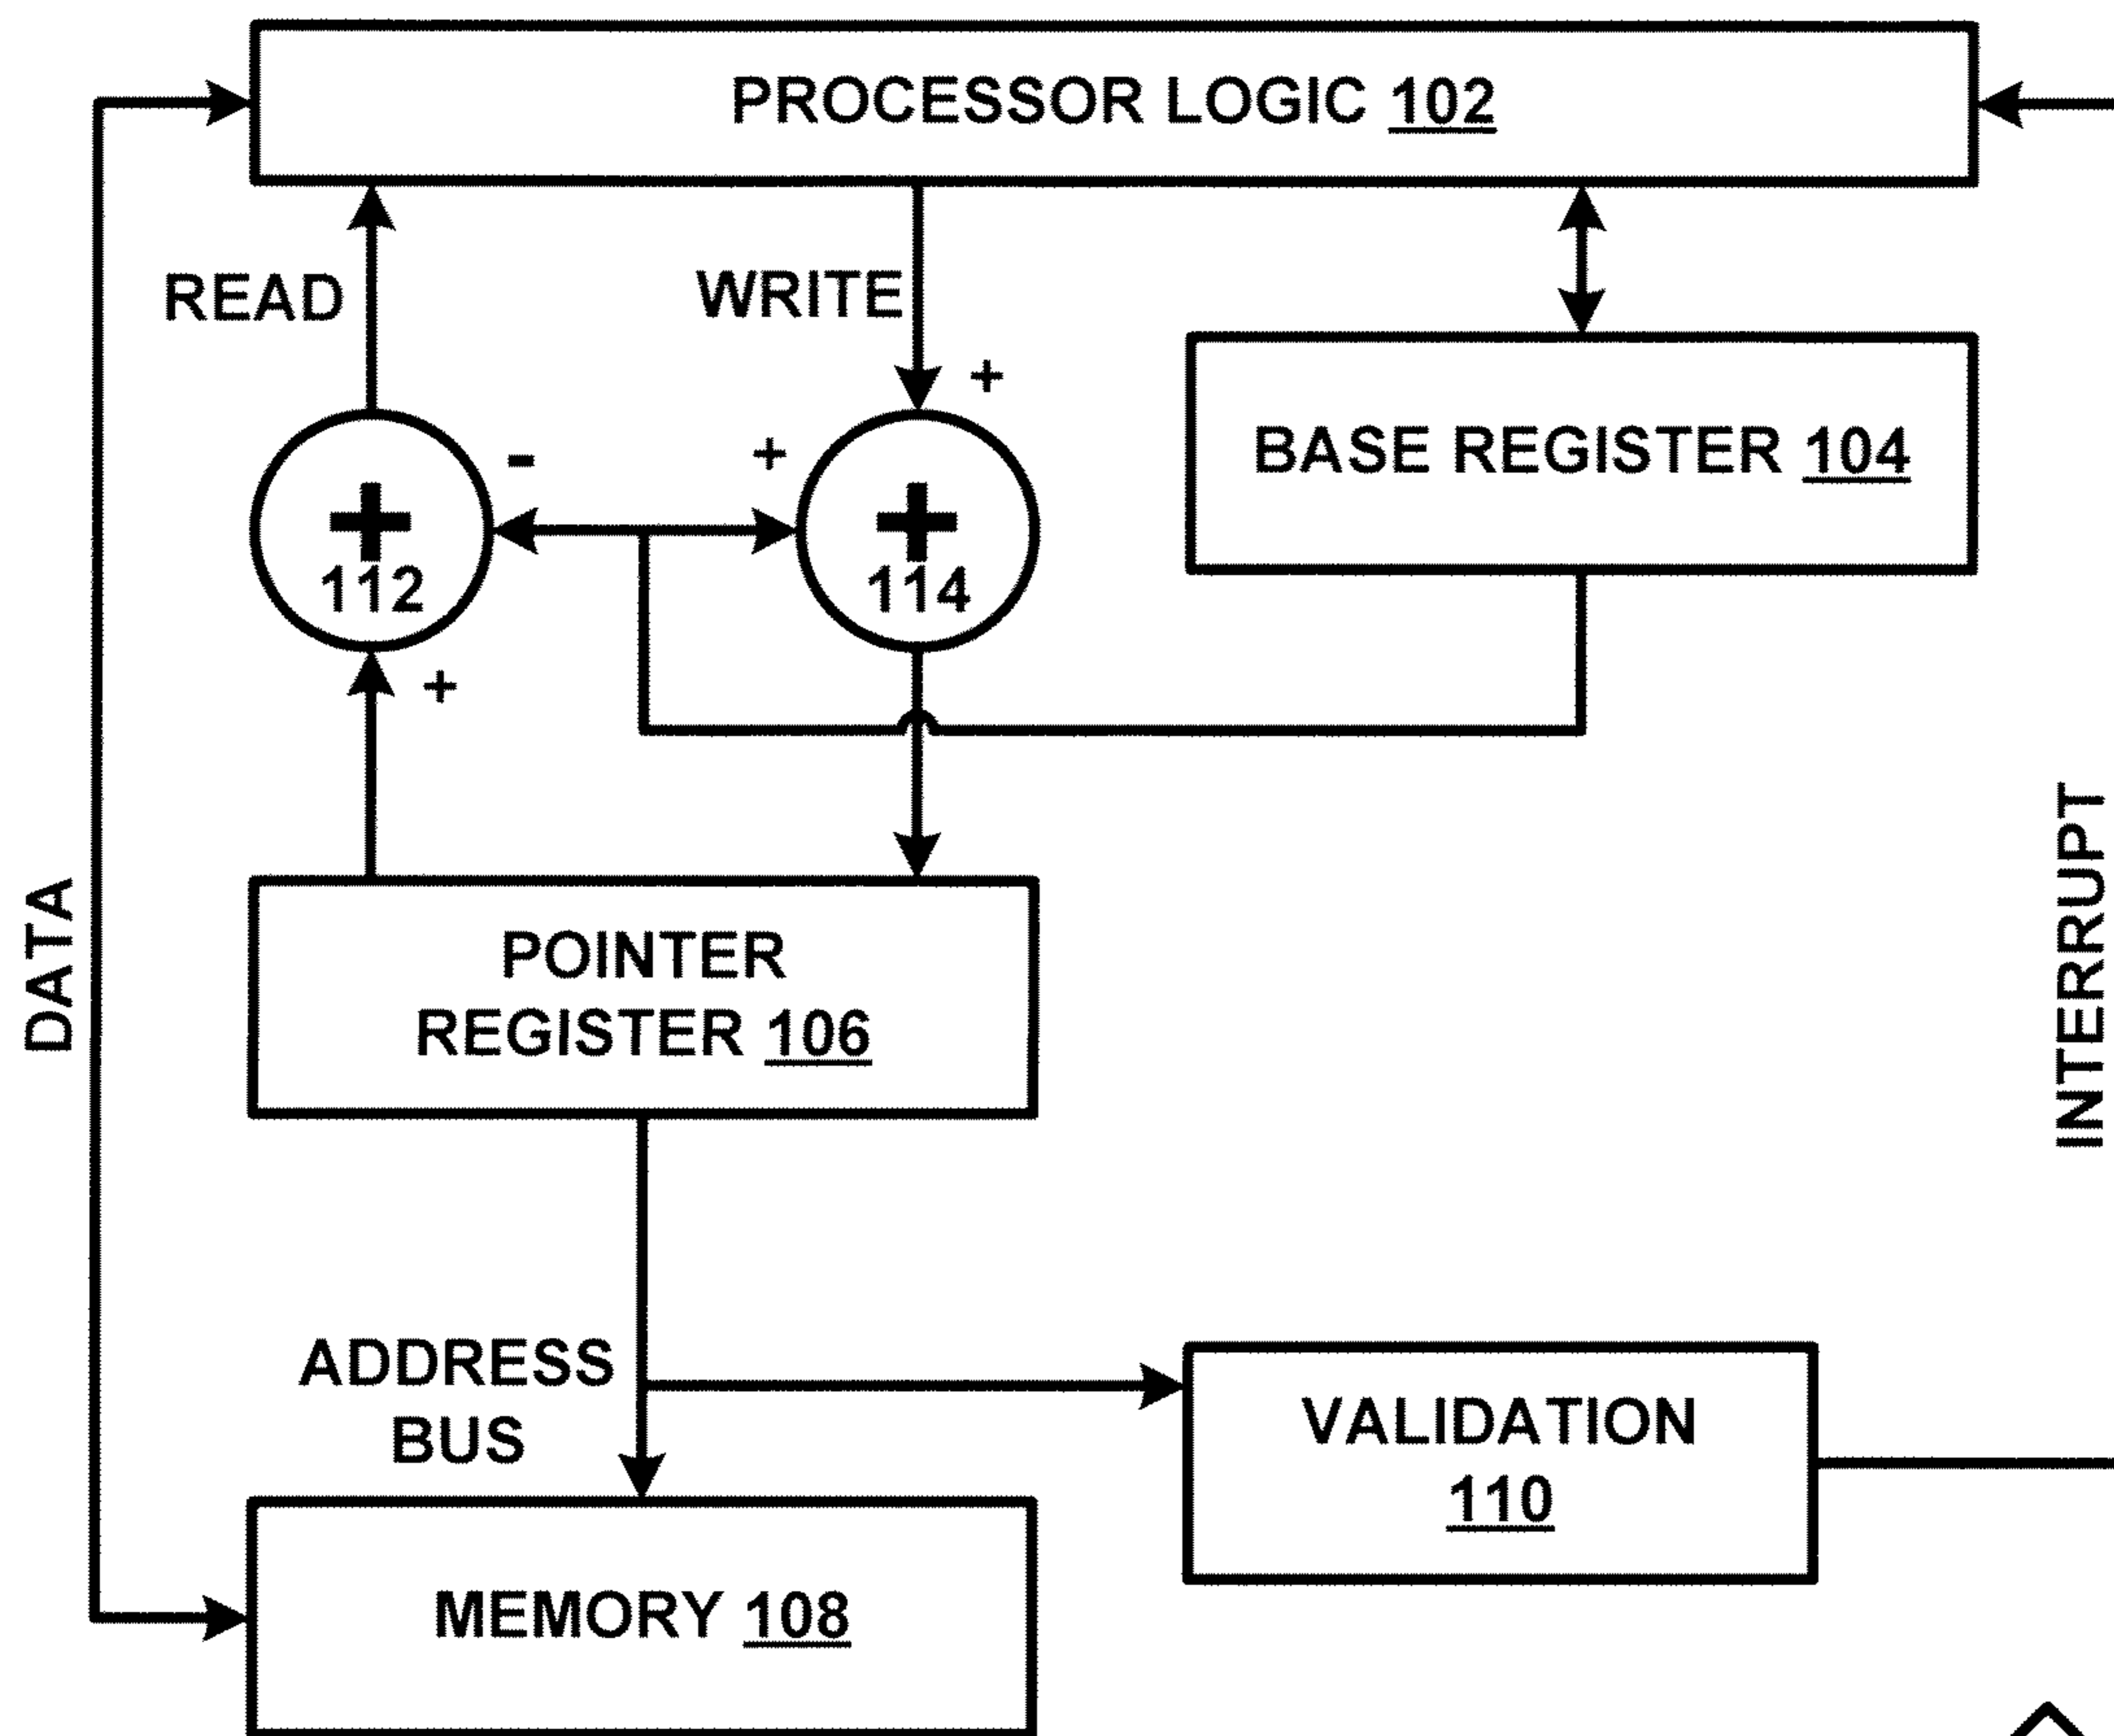 PROCESSOR LOGIC 102
READ
WRITE
+
BASE REGISTER 104
-
+
+
112
+
114
+
POINTER
REGISTER 106
DATA
INTERRUPT
ADDRESS
BUS
VALIDATION
110
MEMORY 108